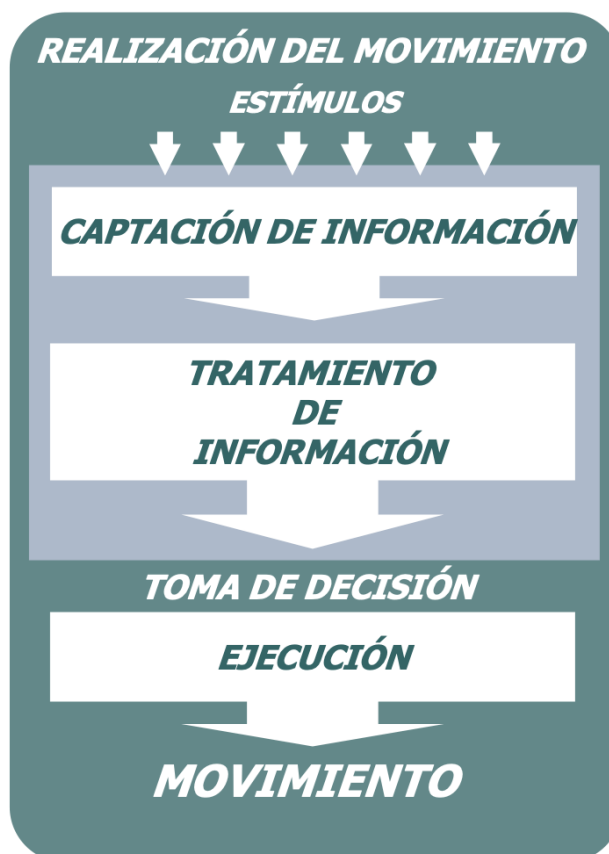 REALIZACIÓN DEL MOVIMIENTO
ESTÍMULOS
CAPTACIÓN DE INFORMACIÓN
TRATAMIENTO
DE
INFORMACIÓN
TOMA DE DECISIÓN
EJECUCIÓN
MOVIMIENTO